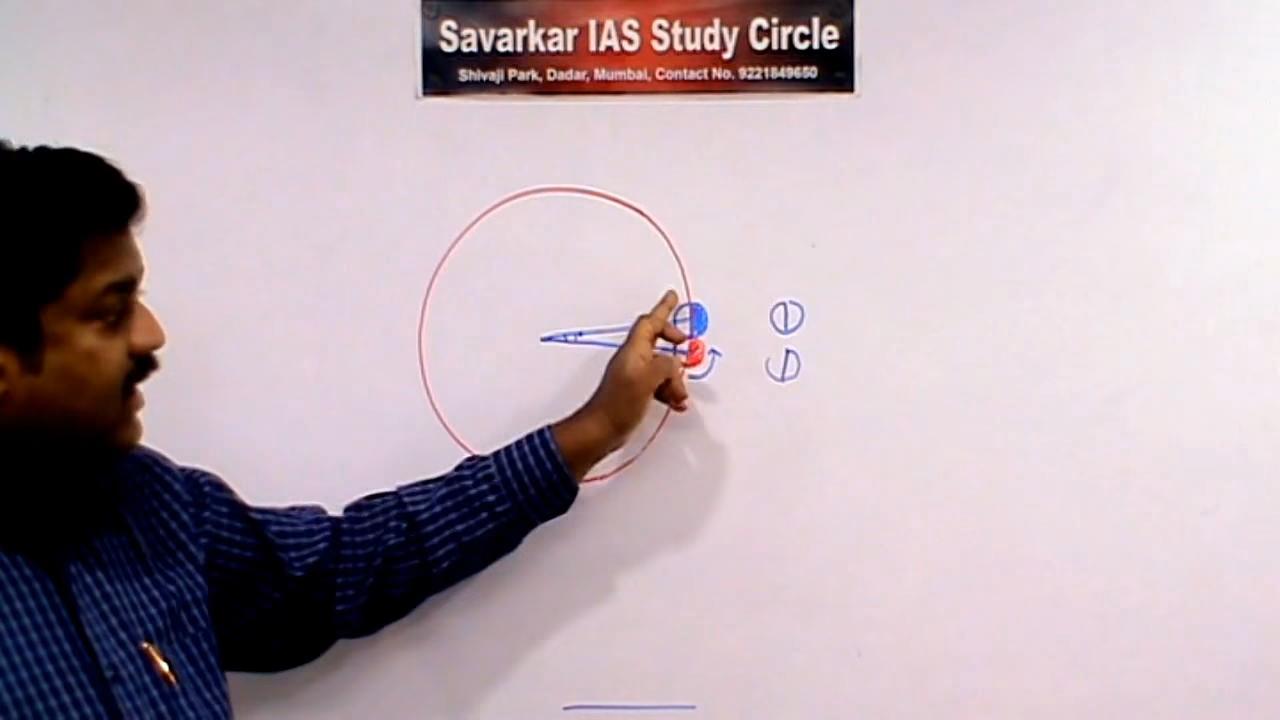 Savarkar IAS Study Circle
Shivaji Park, Dadar, Mumbai, Contact No. 9221849650